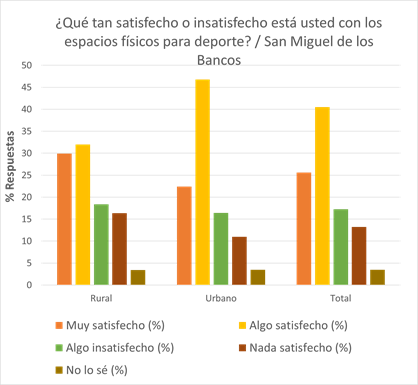 ¿Qué tan satisfecho o insatisfecho está usted con los
espacios físicos para deporte? / San Miguel de los
Bancos
50
45
40
35
30
25
20
15
10
5
0
% Respuestas
Rural Urbano Total
Muy satisfecho (%) Algo satisfecho (%)
Algo insatisfecho (%) Nada satisfecho (%)
No lo sé (%)